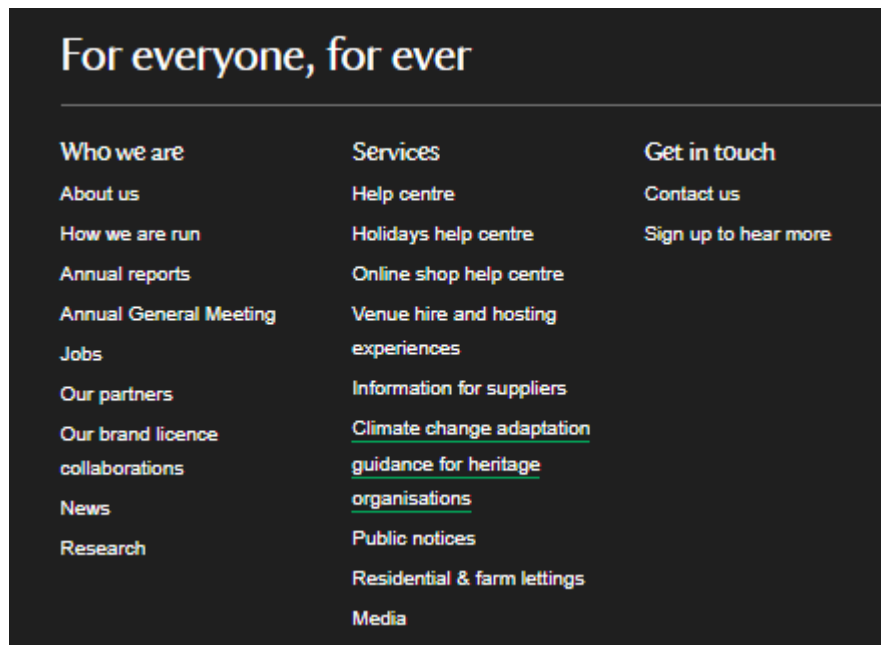 For everyone, for ever
Who we are
About us
How we are run
Annual reports
Annual General Meeting
Jobs
Our partners
Our brand licence
collaborations
News
Research
Services
Help centre
Holidays help centre
Online shop help centre
Venue hire and hosting
experiences
Information for suppliers
Climate change adaptation
guidance for heritage
organisations
Public notices
Residential & farm lettings
Media
Get in touch
Contact us
Sign up to hear more